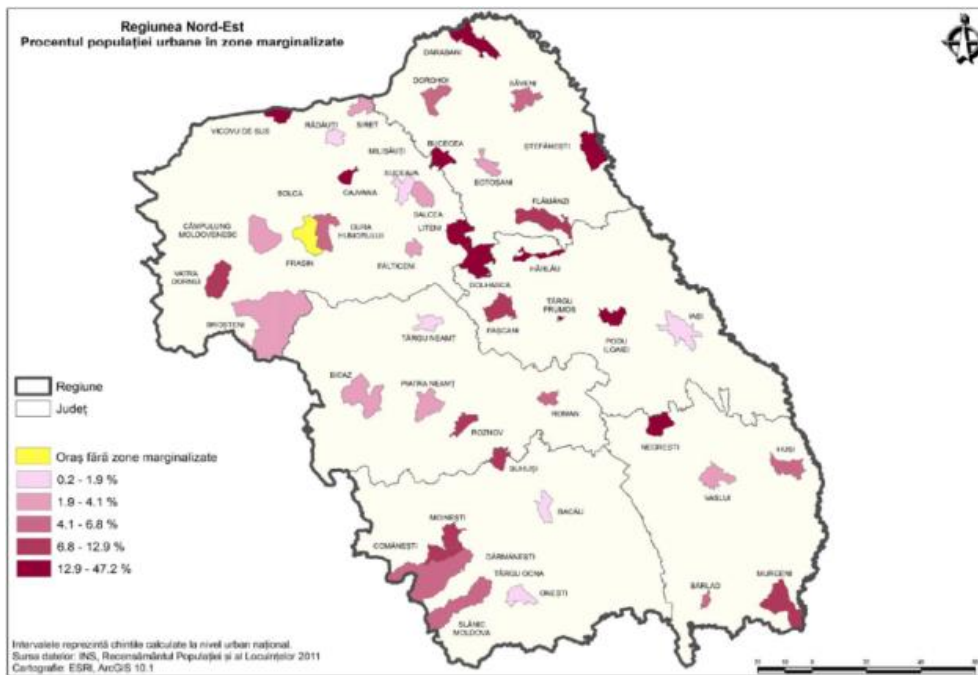 Regiunea Nord-Est
Procentul populației urbane în zone marginalizate
DARABANI
DOROHOI
SĂVENI
VICOVU DE SUS
RĂDĂUȚI
SIRET
MILIȘĂUȚI
BUCECEA
ȘTEFĂNEȘTI
SUCEAVA
BOTOȘANI
SOLCA
CAJVANA
SALCEA
FLĂMÂNZI
CÂMPULUNG
MOLDOVENESC
GURA
HUMORULUI
LITENI
FRASIN
FĂLTICENI
HÂRLĂU
VATRA
DORNEI
DOLHASCA
BROȘTENI
TÂRGU NEAMȚ
PAȘCANI
TÂRGU
FRUMOS
PODU
ILOAIEI
IAȘI
BICAZ
PIATRA NEAMȚ
ROMAN
ROZNOV
NEGREȘTI
HUȘI
BUHUȘI
VASLUI
BACĂU
MOINEȘTI
COMĂNEȘTI
DĂRMĂNEȘTI
TÂRGU OCNA
ONEȘTI
SLĂNIC
MOLDOVA
BÂRLAD
MURGENI
Regiune
Județ
Oraș fără zone marginalizate
0.2 - 1.9 %
1.9 - 4.1 %
4.1 - 6.8 %
6.8 - 12.9 %
12.9 - 47.2 %
Intervalele reprezintă chintile calculate la nivel urban național.
Sursa datelor: INS, Recensământul Populației și al Locuințelor 2011
Cartografie: ESRI, ArcGIS 10.1